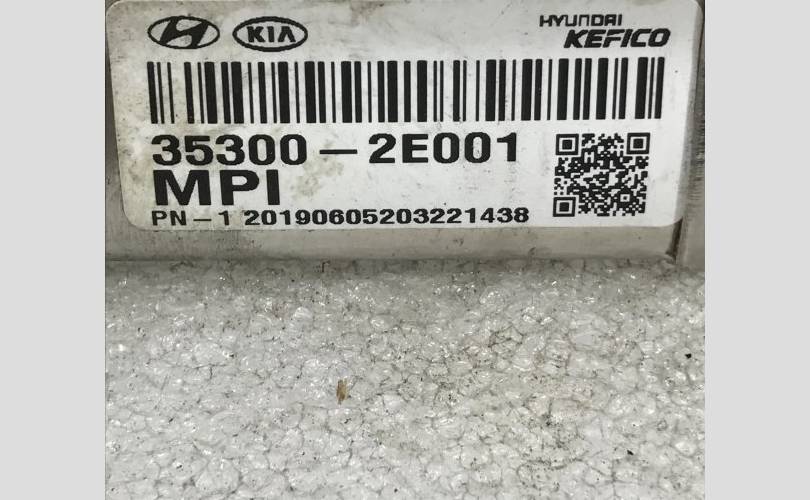 KIA
HYUNDAI
KEFICO
35300-2E001
MPI
PN-1 20190605203221438